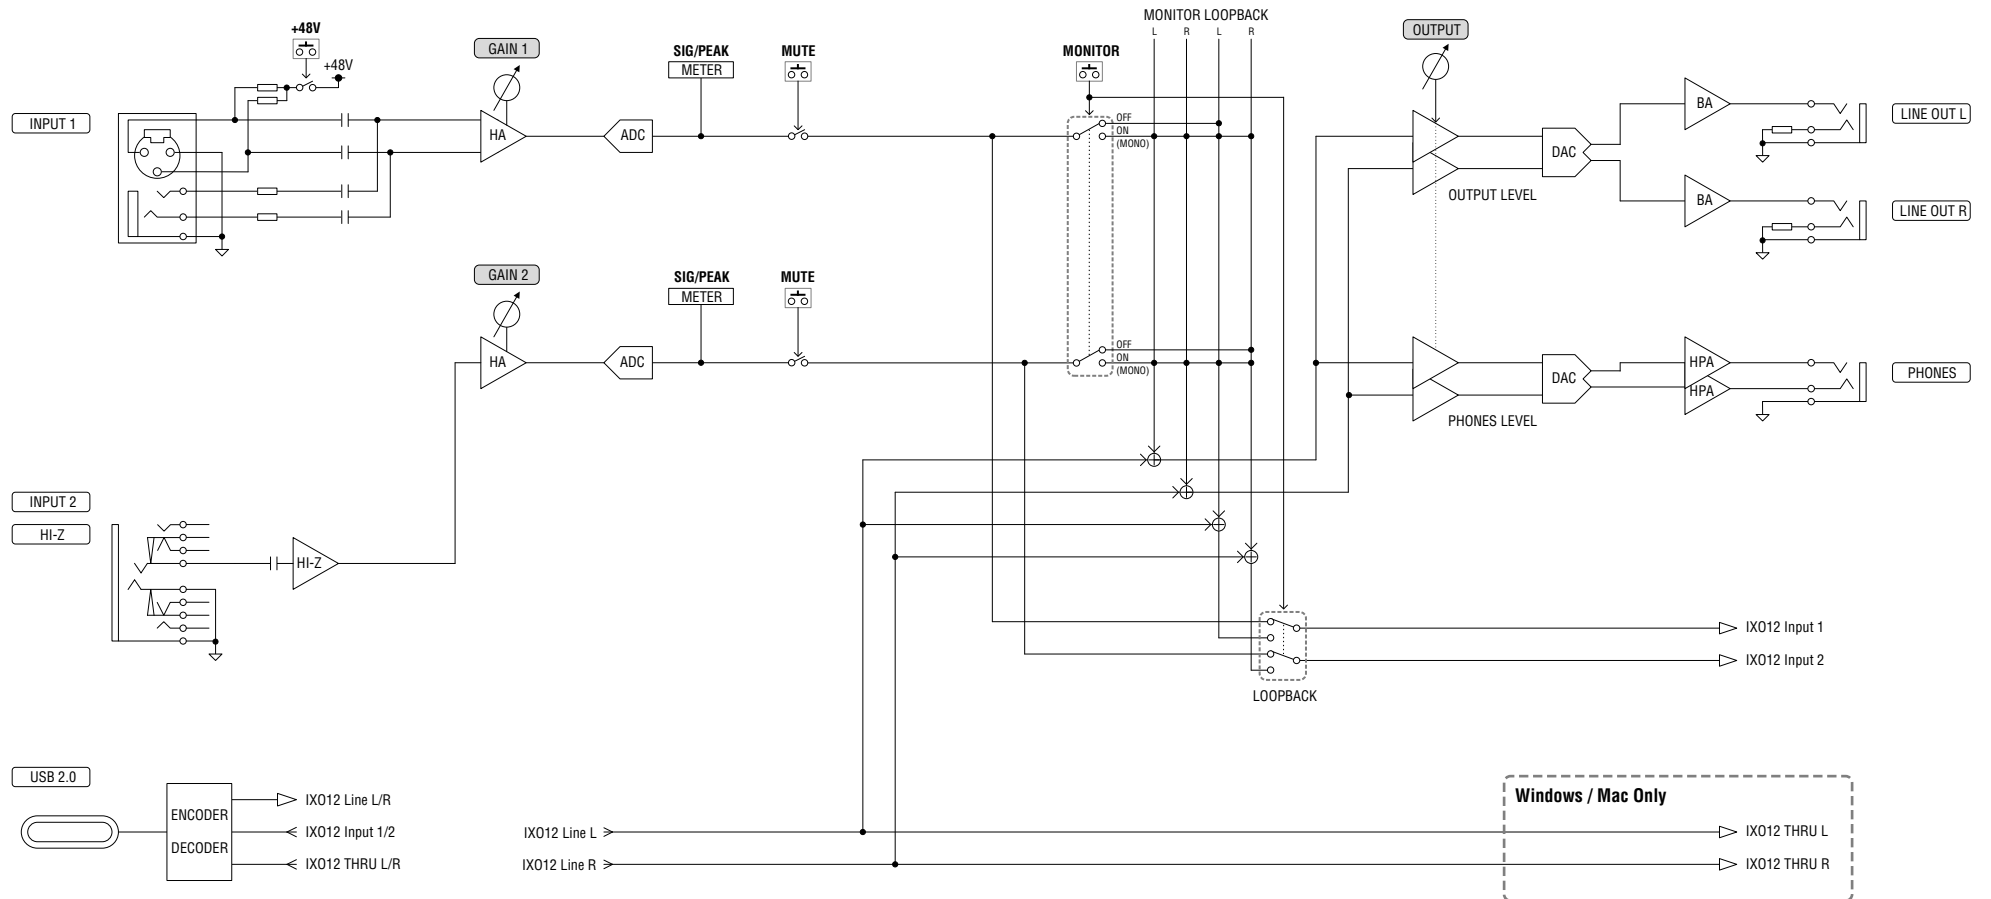 MONITOR LOOPBACK
L R L R
+48V
+48V
GAIN 1
SIG/PEAK
METER
MUTE
MONITOR
OUTPUT
INPUT 1
HA
ADC
OFF
ON
(MONO)
OUTPUT LEVEL
DAC
BA
LINE OUT L
BA
LINE OUT R
GAIN 2
SIG/PEAK
METER
MUTE
HA
ADC
OFF
ON
(MONO)
PHONES LEVEL
DAC
HPA
HPA
PHONES
INPUT 2
HI-Z
HI-Z
IXO12 Input 1
IXO12 Input 2
LOOPBACK
USB 2.0
ENCODER
DECODER
IXO12 Line L/R
IXO12 Input 1/2
IXO12 THRU L/R
IXO12 Line L
IXO12 Line R
Windows / Mac Only
IXO12 THRU L
IXO12 THRU R